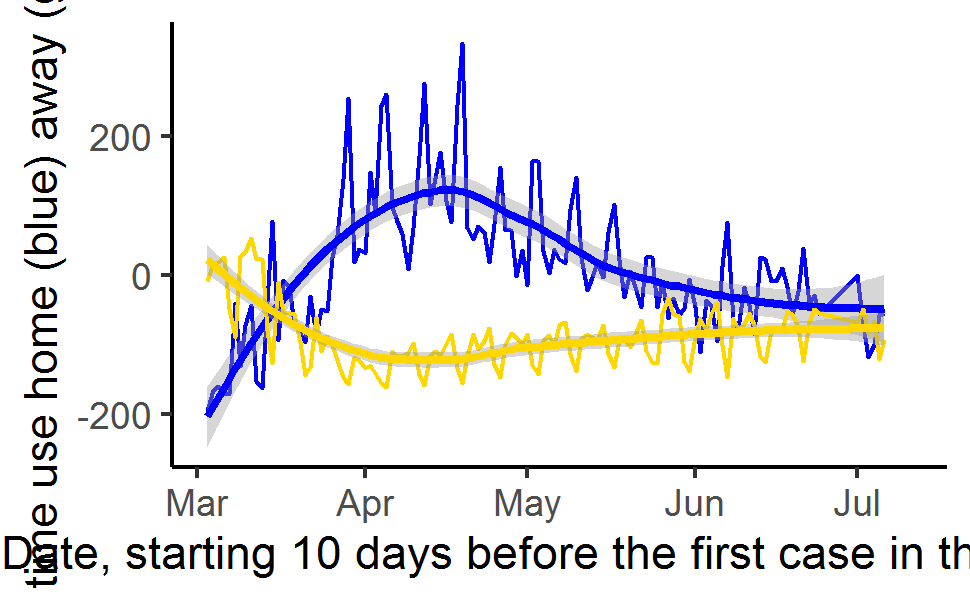 time use home (blue) away (
200
0
-200
Mar Apr May Jun Jul
Date, starting 10 days before the first case in th